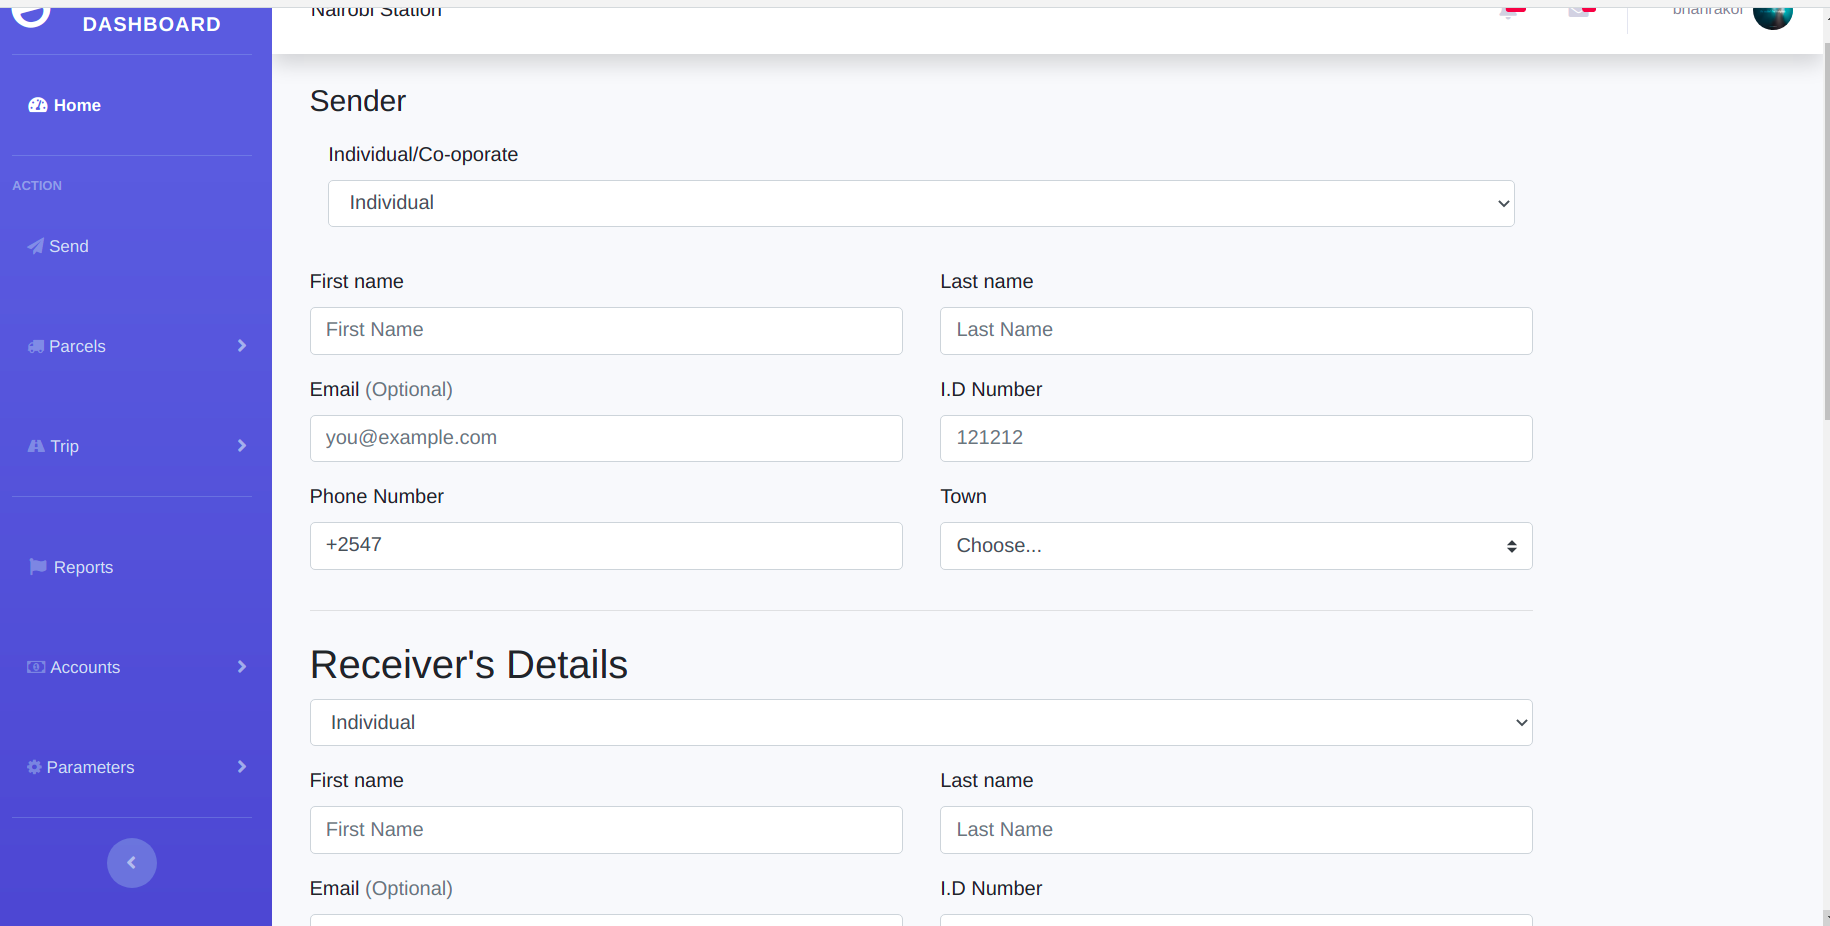 DASHBOARD
Home
ACTION
Send
Parcels
Trip
Reports
Accounts
Parameters
Nairobi Station
Sender
Individual/Co-oporate
Individual
First name Last name
First Name Last Name
Email (Optional) I.D Number
you@example.com 121212
Phone Number Town
+2547 Choose...
Receiver's Details
Individual
First name Last name
First Name Last Name
Email (Optional) I.D Number